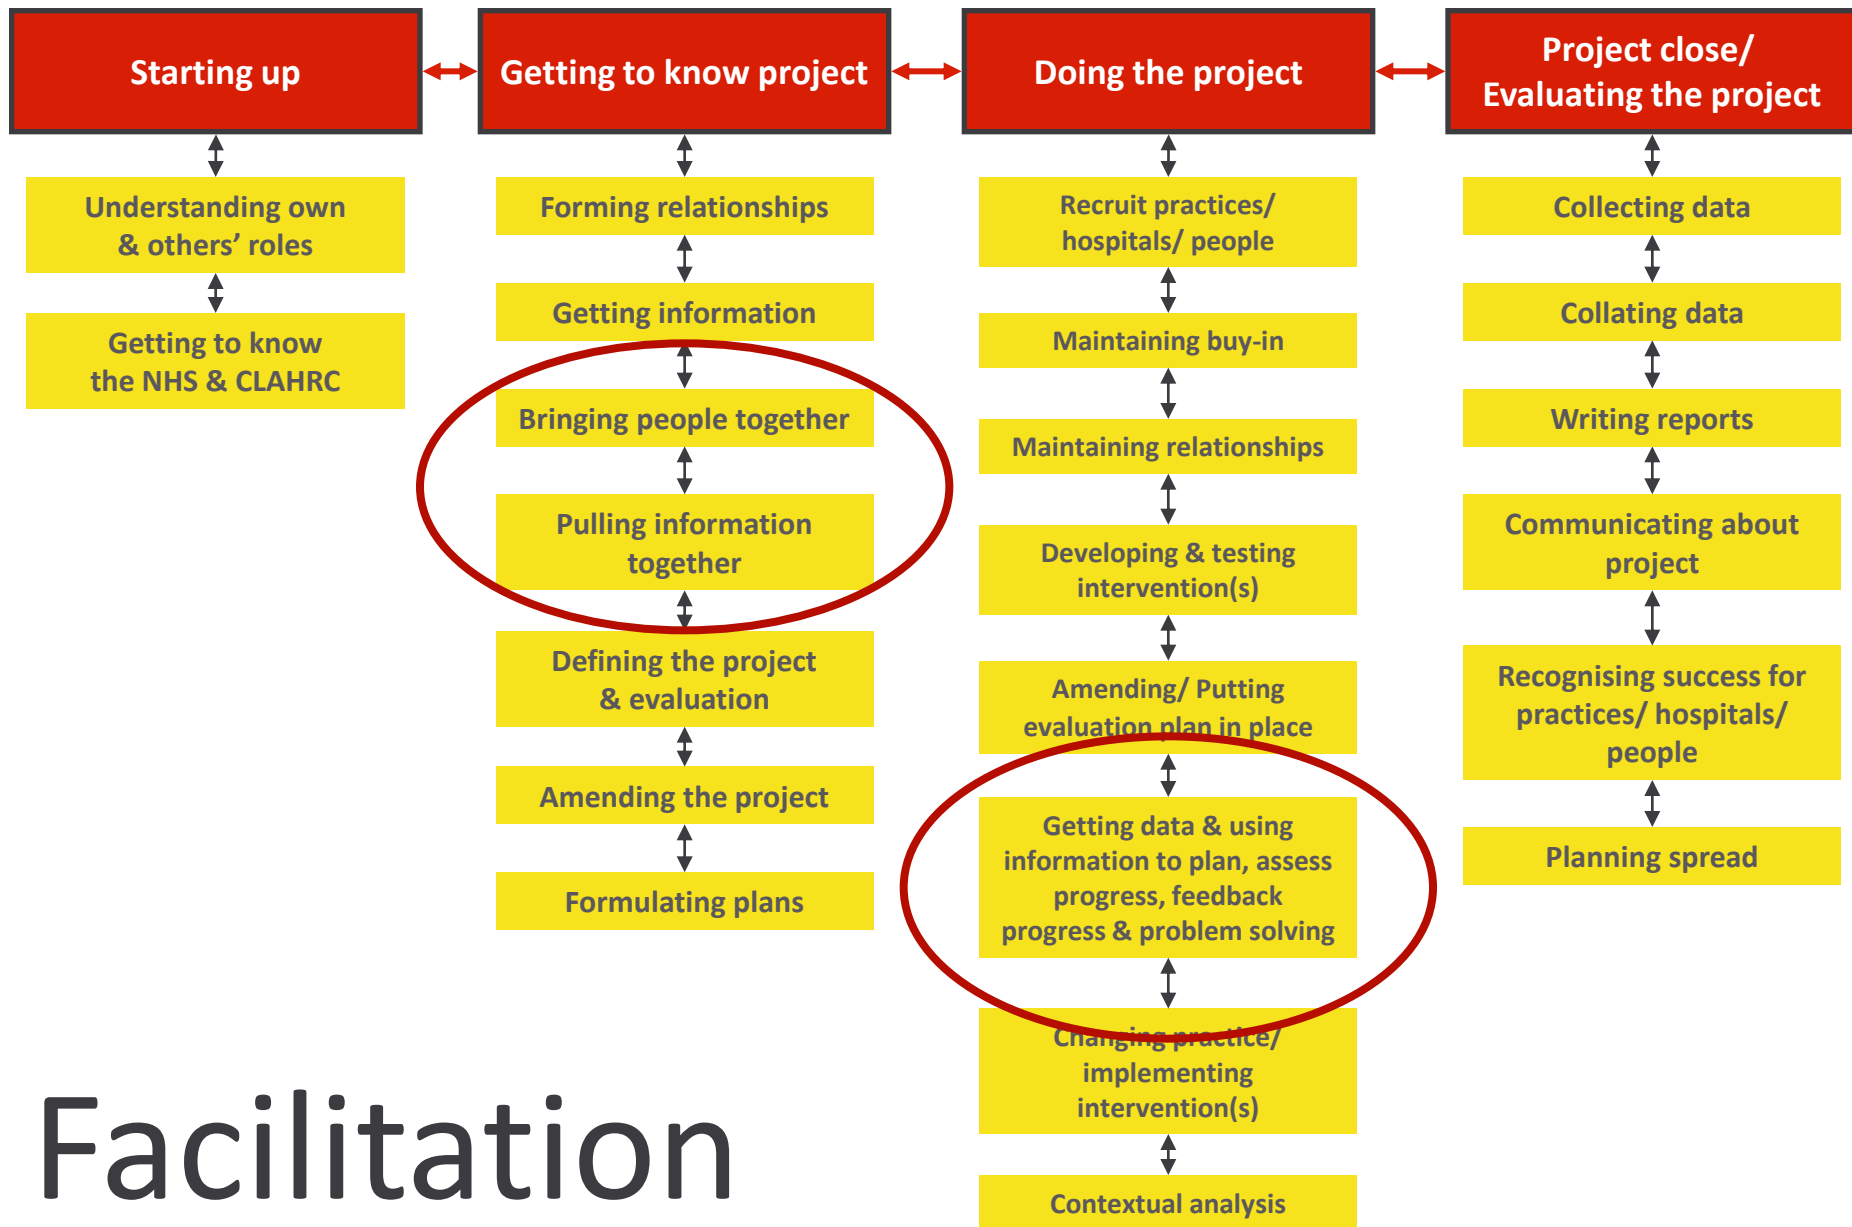 Starting up
Getting to know project
Doing the project
Project close/
Evaluating the project
Understanding own
& others’ roles
Getting to know
the NHS & CLAHRC
Forming relationships
Getting information
Bringing people together
Pulling information
together
Defining the project
& evaluation
Amending the project
Formulating plans
Recruit practices/
hospitals/ people
Maintaining buy-in
Maintaining relationships
Developing & testing
intervention(s)
Amending/ Putting
evaluation plan in place
Getting data & using
information to plan, assess
progress, feedback
progress & problem solving
Changing practice/
implementing
intervention(s)
Contextual analysis
Collecting data
Collating data
Writing reports
Communicating about
project
Recognising success for
practices/ hospitals/
people
Planning spread
Facilitation